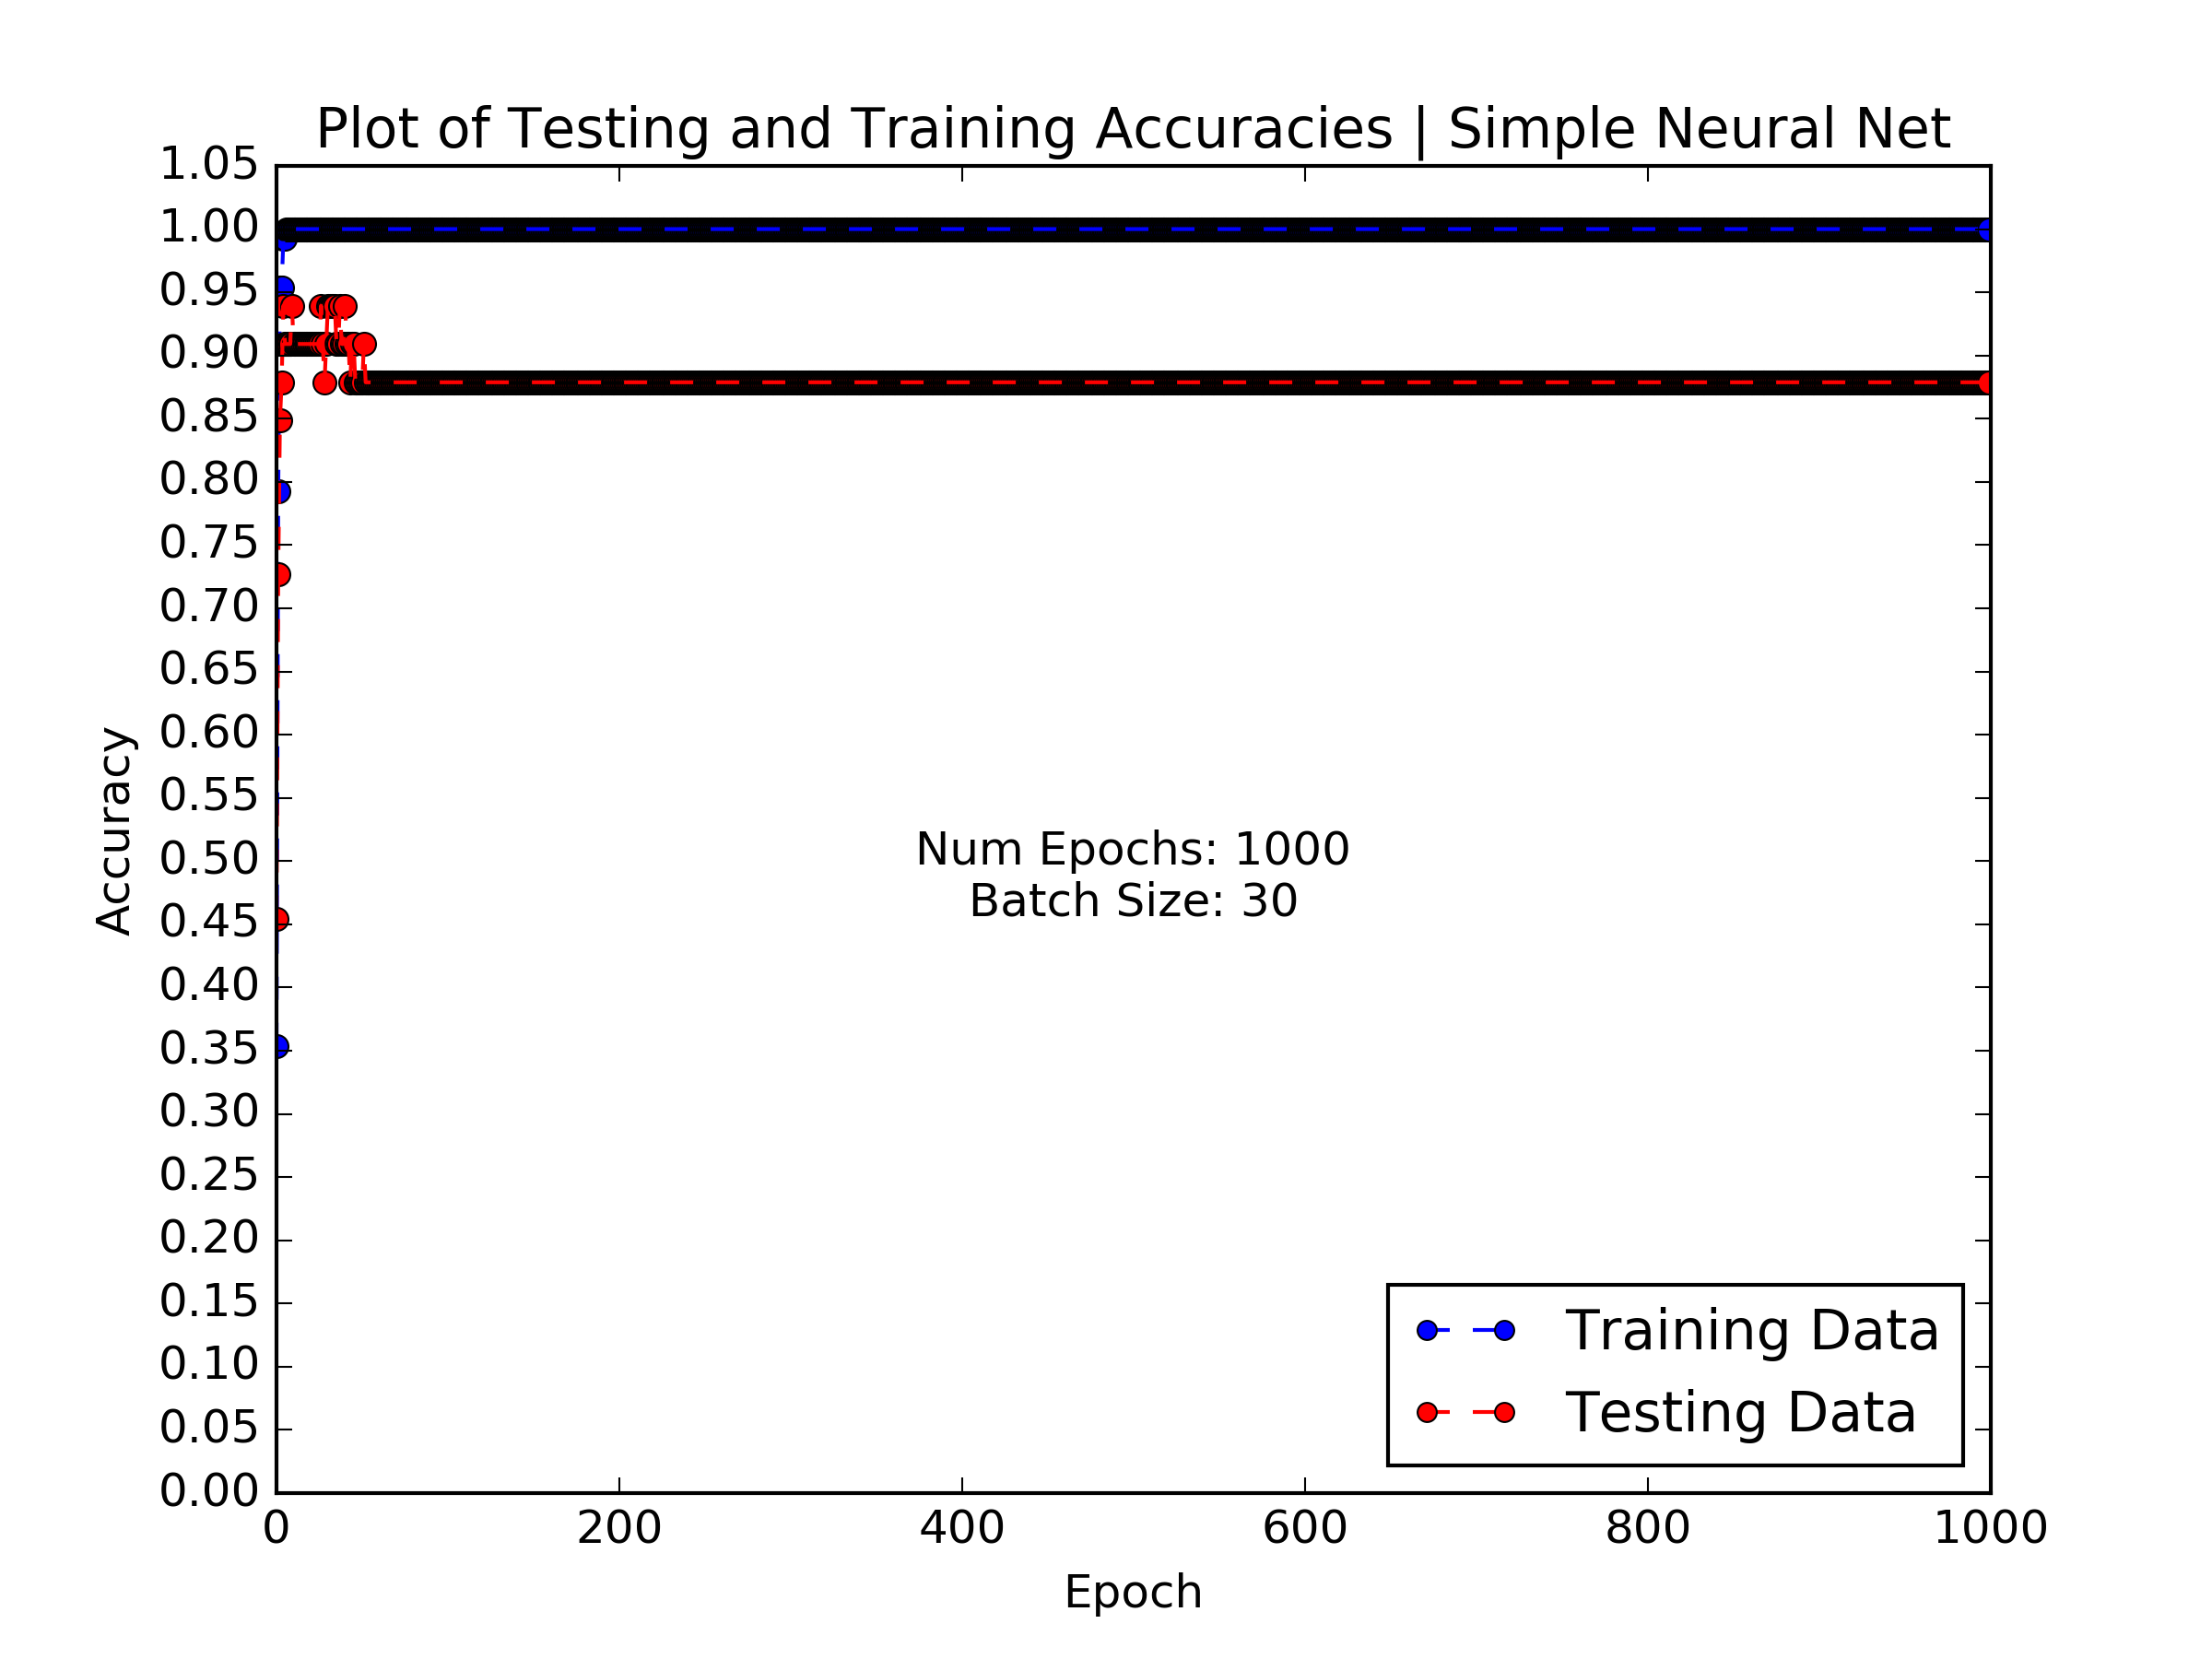 Plot of Testing and Training Accuracies | Simple Neural Net
1.05
1.00
0.95
0.90
0.85
0.80
0.75
0.70
0.65
0.60
0.55
0.50
0.45
0.40
0.35
0.30
0.25
0.20
0.15
0.10
0.05
0.00
Accuracy
Num Epochs: 1000
Batch Size: 30
Training Data
Testing Data
0 200 400 600 800 1000
Epoch